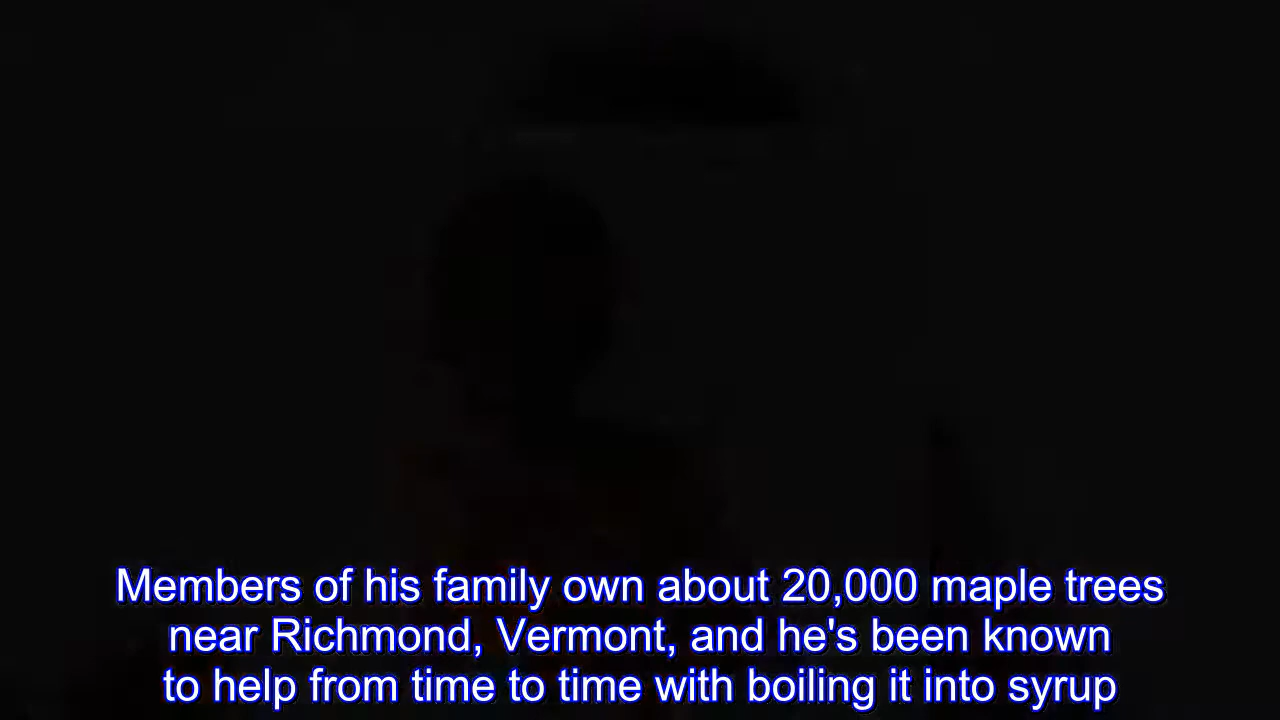 Members of his family own about 20,000 maple trees
near Richmond, Vermont, and he's been known
to help from time to time with boiling it into syrup